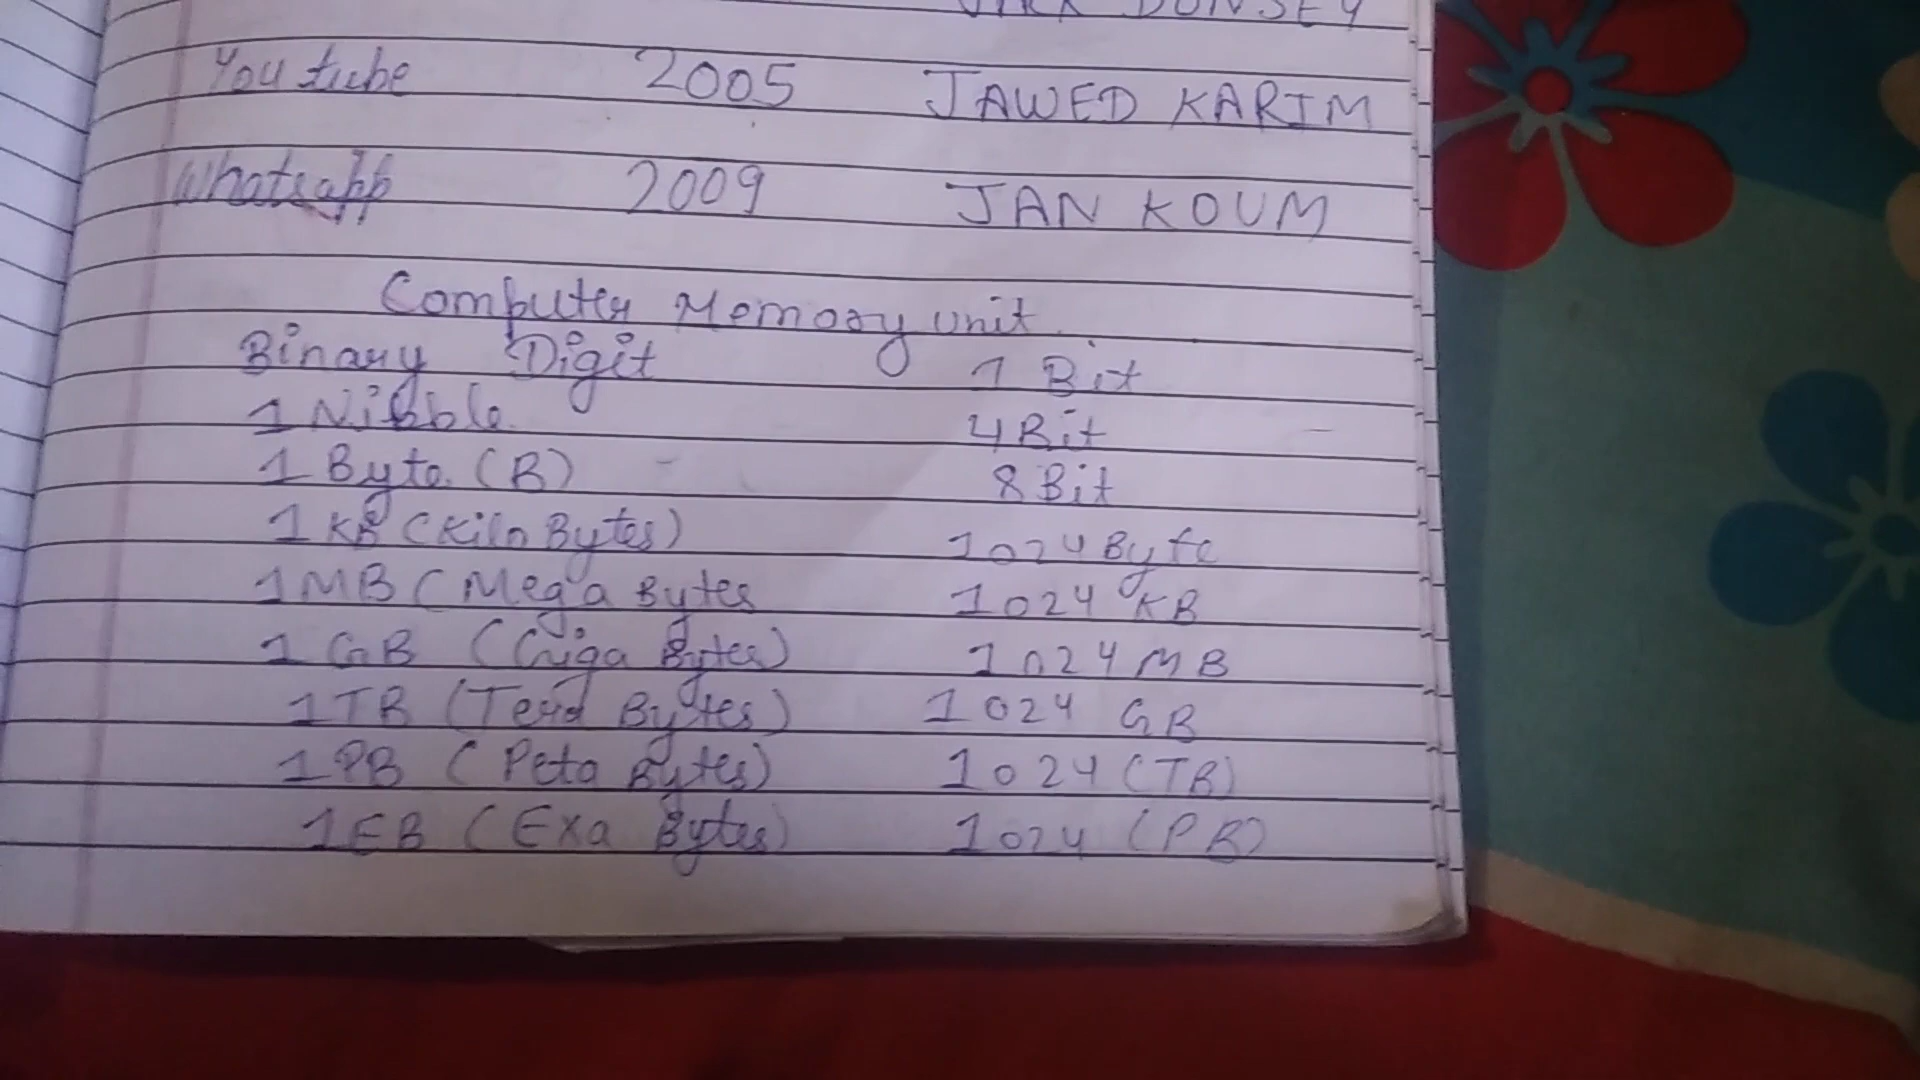 JACK DONSEY
Youtube 2005 JAWED KARIM
Whatsapp 2009 JAN KOUM
Computer Memory unit
Binary Digit 1 Bit
1 Nibble 4 Bit
1 Byte (B) 8 Bit
1 KB (Kilo Bytes) 1024 Byte
1 MB (Mega Bytes 1024 KB
1 GB (Giga Bytes) 1024 MB
1 TB (Tera Bytes) 1024 GB
1 PB (Peta Bytes) 1024 (TB)
1 EB (Exa Bytes) 1024 (PB)